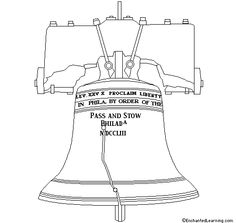 LEV. XXV X PROCLAIM LIBERTY
IN PHILA. BY ORDER OF THE
PASS AND STOW
PHILADA
MDCCLIII
©EnchantedLearning.com